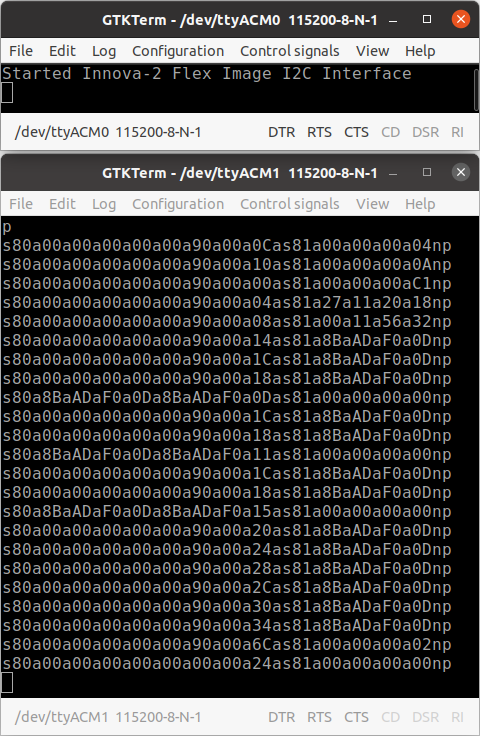 GTKTerm - /dev/ttyACM0 115200-8-N-1
File Edit Log Configuration Control signals View Help
Started Innova-2 Flex Image I2C Interface
/dev/ttyACM0 115200-8-N-1 DTR RTS CTS CD DSR RI
GTKTerm - /dev/ttyACM1 115200-8-N-1
File Edit Log Configuration Control signals View Help
p
s80a00a00a00a00a00a90a00a0Cas81a00a00a00a04np
s80a00a00a00a00a00a90a00a10as81a00a00a00a0Anp
s80a00a00a00a00a00a90a00a00as81a00a00a00aC1np
s80a00a00a00a00a00a90a00a04as81a27a11a20a18np
s80a00a00a00a00a00a90a00a08as81a00a11a56a32np
s80a00a00a00a00a00a90a00a14as81a8BaADaF0a0Dnp
s80a00a00a00a00a00a90a00a1Cas81a8BaADaF0a0Dnp
s80a00a00a00a00a00a90a00a18as81a8BaADaF0a0Dnp
s80a8BaADaF0a0Da8BaADaF0a0Das81a00a00a00a00np
s80a00a00a00a00a00a90a00a1Cas81a8BaADaF0a0Dnp
s80a00a00a00a00a00a90a00a18as81a8BaADaF0a0Dnp
s80a8BaADaF0a0Da8BaADaF0a11as81a00a00a00a00np
s80a00a00a00a00a00a90a00a1Cas81a8BaADaF0a0Dnp
s80a00a00a00a00a00a90a00a18as81a8BaADaF0a0Dnp
s80a8BaADaF0a0Da8BaADaF0a15as81a00a00a00a00np
s80a00a00a00a00a00a90a00a20as81a8BaADaF0a0Dnp
s80a00a00a00a00a00a90a00a24as81a8BaADaF0a0Dnp
s80a00a00a00a00a00a90a00a28as81a8BaADaF0a0Dnp
s80a00a00a00a00a00a90a00a2Cas81a8BaADaF0a0Dnp
s80a00a00a00a00a00a90a00a30as81a8BaADaF0a0Dnp
s80a00a00a00a00a00a90a00a34as81a8BaADaF0a0Dnp
s80a00a00a00a00a00a90a00a6Cas81a00a00a00a02np
s80a00a00a00a00a00a90a00a24as81a00a00a00a00np
/dev/ttyACM1 115200-8-N-1 DTR RTS CTS CD DSR RI